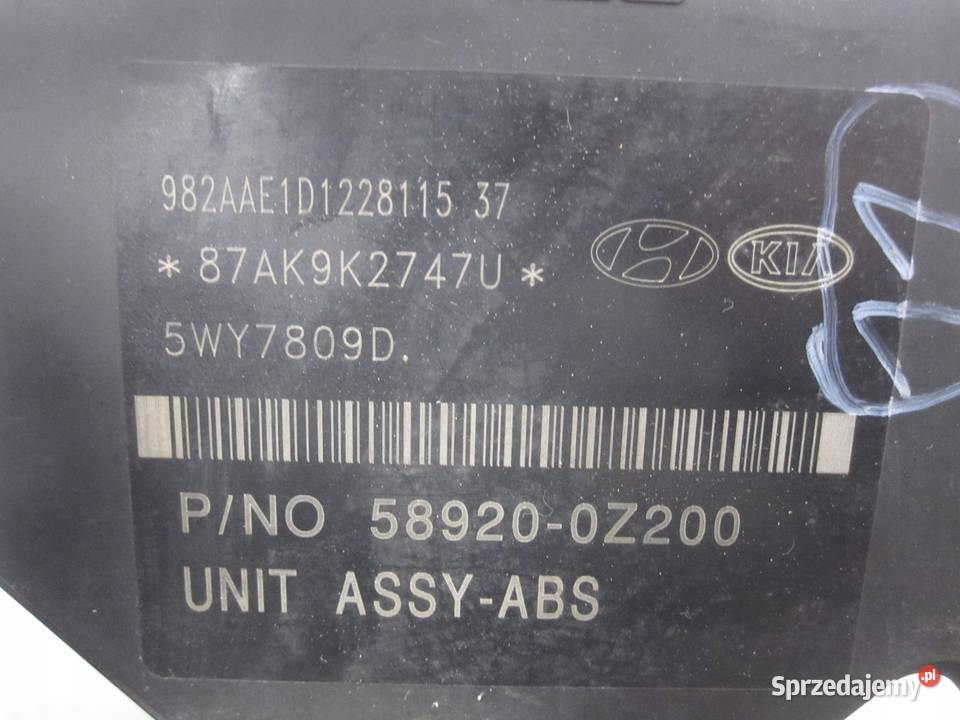 982AAE1D1228115 37
*87AK9K2747U*
KIA
5WY7809D.
P/NO 58920-0Z200
UNIT ASSY-ABS
Sprzedajemy.pl